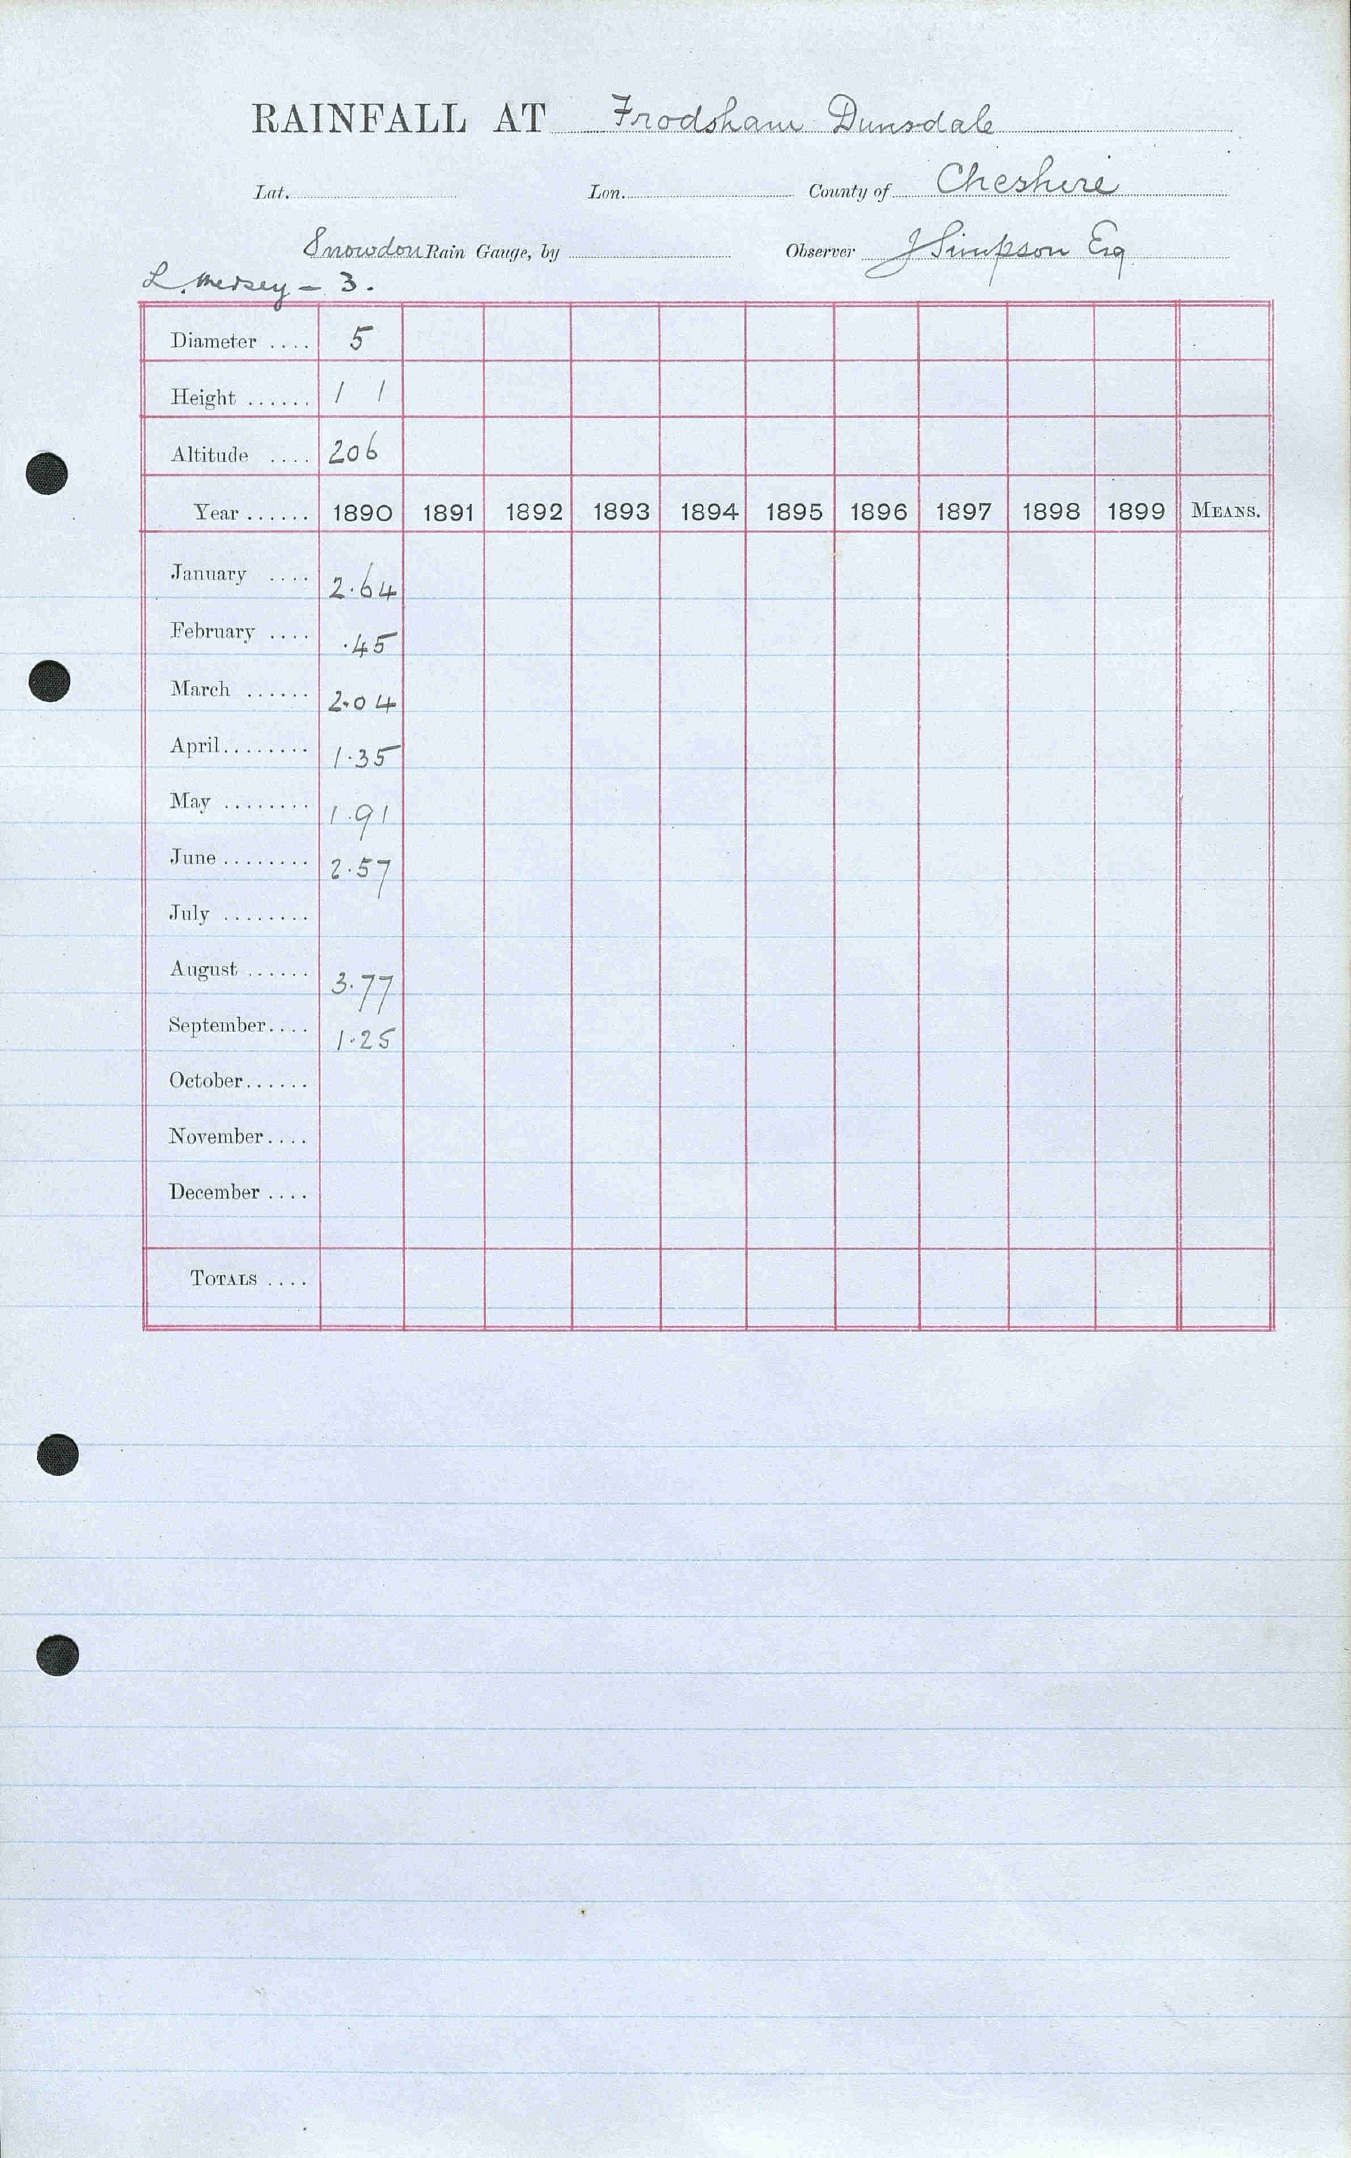 RAINFALL AT Frodsham Dunsdale
Lat. Lon. County of Cheshire
Snowdon Rain Gauge, by Observer J Simpson Esq
L. Mersey – 3.
Diameter .... 5
Height ...... 1 1
Altitude .... 206
Year ...... 1890 1891 1892 1893 1894 1895 1896 1897 1898 1899 MEANS.
January .... 2.64
February .... .45
March ...... 2.04
April ........ 1.35
May ........ 1.91
June ........ 2.57
July ........
August ...... 3.77
September .... 1.25
October ......
November ....
December ....
TOTALS ....